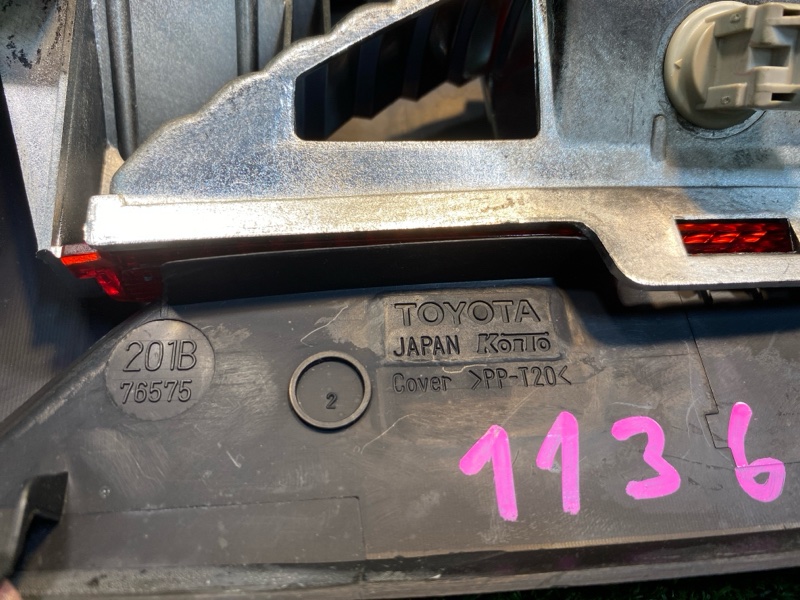 TOYOTA
JAPAN KOITO
Cover >PP-T20<
201B
76575
2
1136